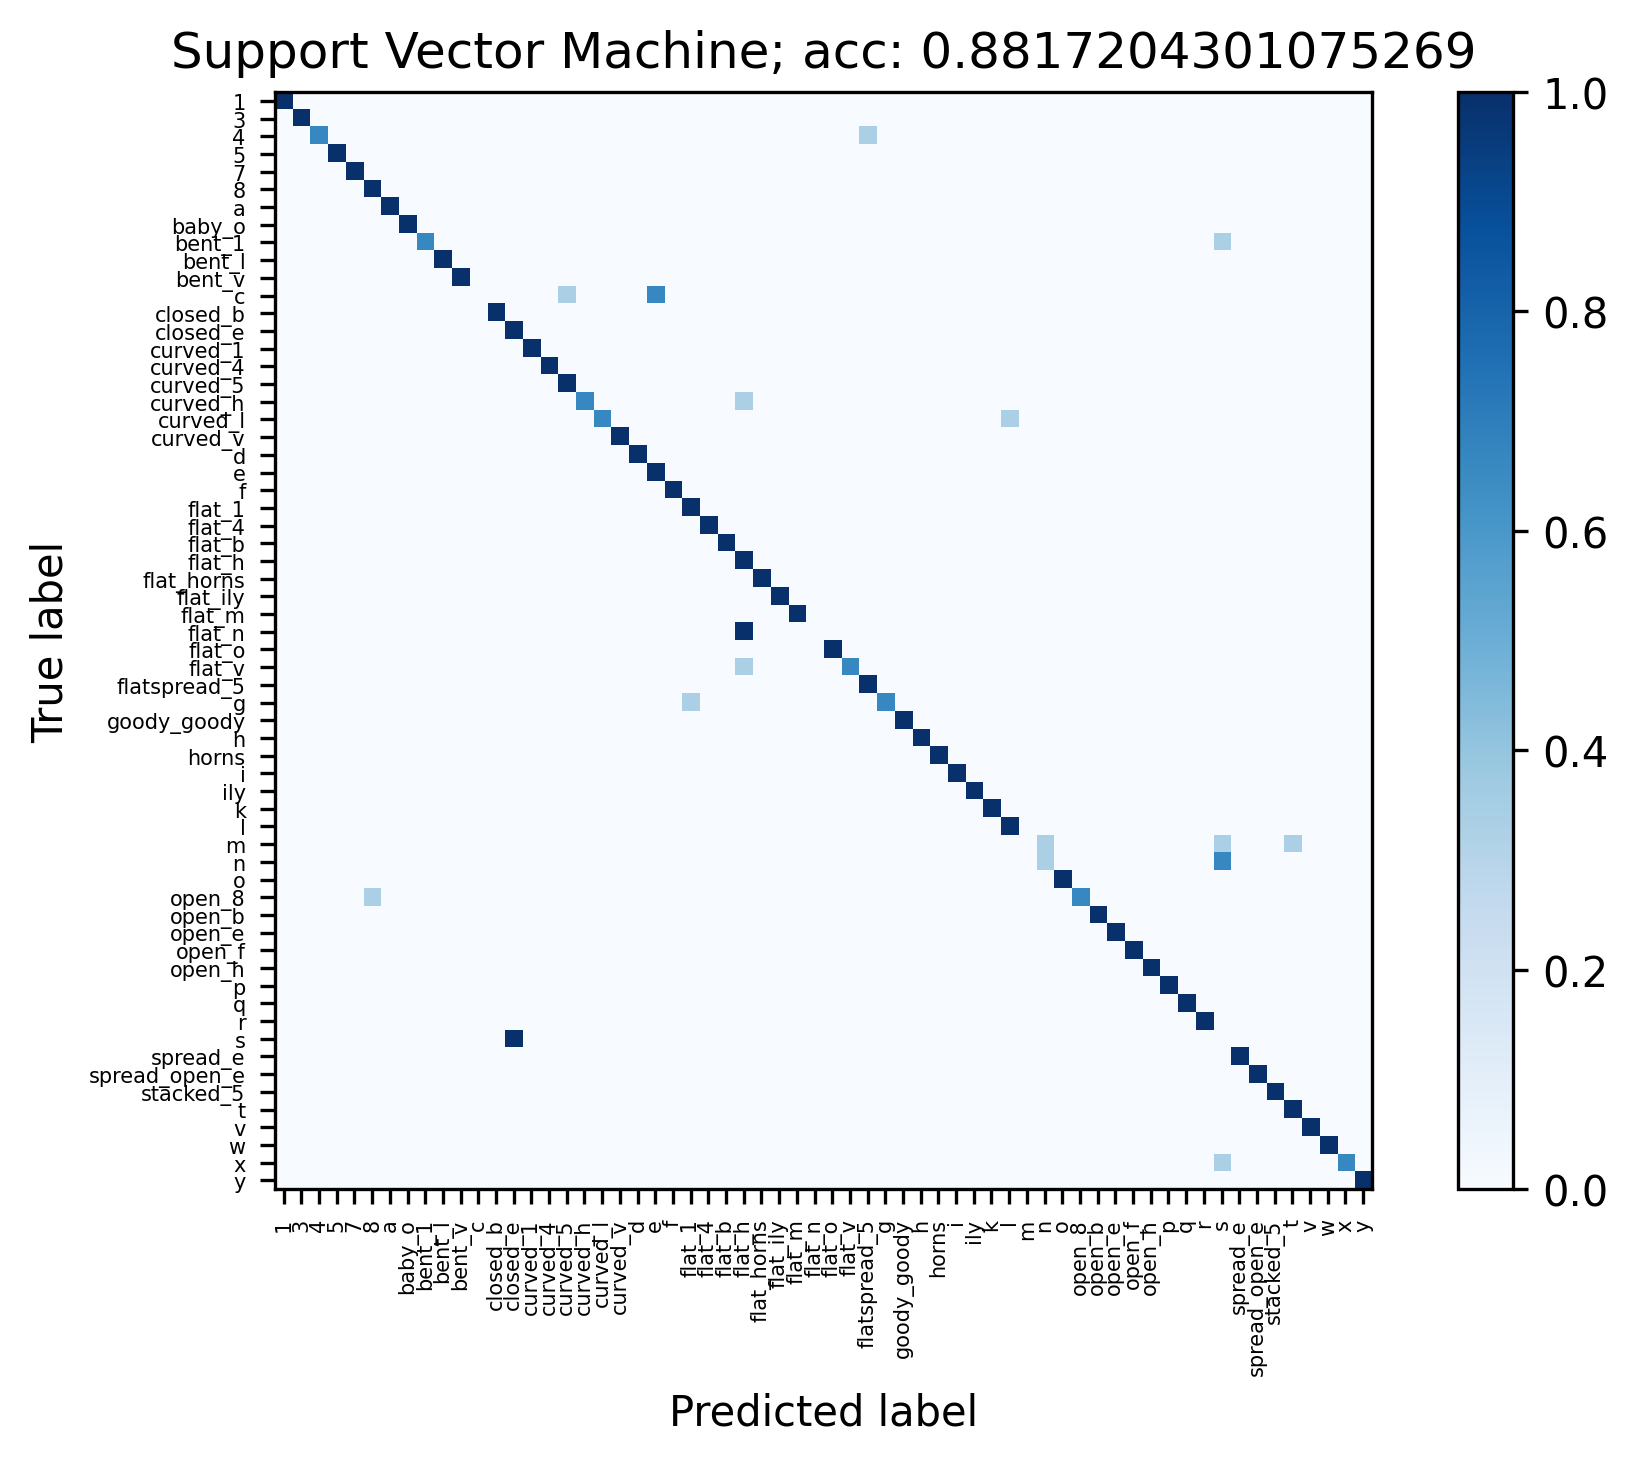 Support Vector Machine; acc: 0.8817204301075269
1
3
4
5
7
8
a
baby_o
bent_1
bent_l
bent_v
c
closed_b
closed_e
curved_1
curved_4
curved_5
curved_h
curved_l
curved_v
d
e
f
flat_1
flat_4
flat_b
flat_h
flat_horns
flat_ily
flat_m
flat_n
flat_o
flat_v
flatspread_5
g
goody_goody
h
horns
i
ily
k
l
m
n
o
open_8
open_b
open_e
open_f
open_h
p
q
r
s
spread_e
spread_open_e
stacked_5
t
v
w
x
y
True label
1
3
4
5
7
8
a
baby_o
bent_1
bent_l
bent_v
c
closed_b
closed_e
curved_1
curved_4
curved_5
curved_h
curved_l
curved_v
d
e
f
flat_1
flat_4
flat_b
flat_h
flat_horns
flat_ily
flat_m
flat_n
flat_o
flat_v
flatspread_5
g
goody_goody
h
horns
i
ily
k
l
m
n
o
open_8
open_b
open_e
open_f
open_h
p
q
r
s
spread_e
spread_open_e
stacked_5
t
v
w
x
y
Predicted label
1.0
0.8
0.6
0.4
0.2
0.0